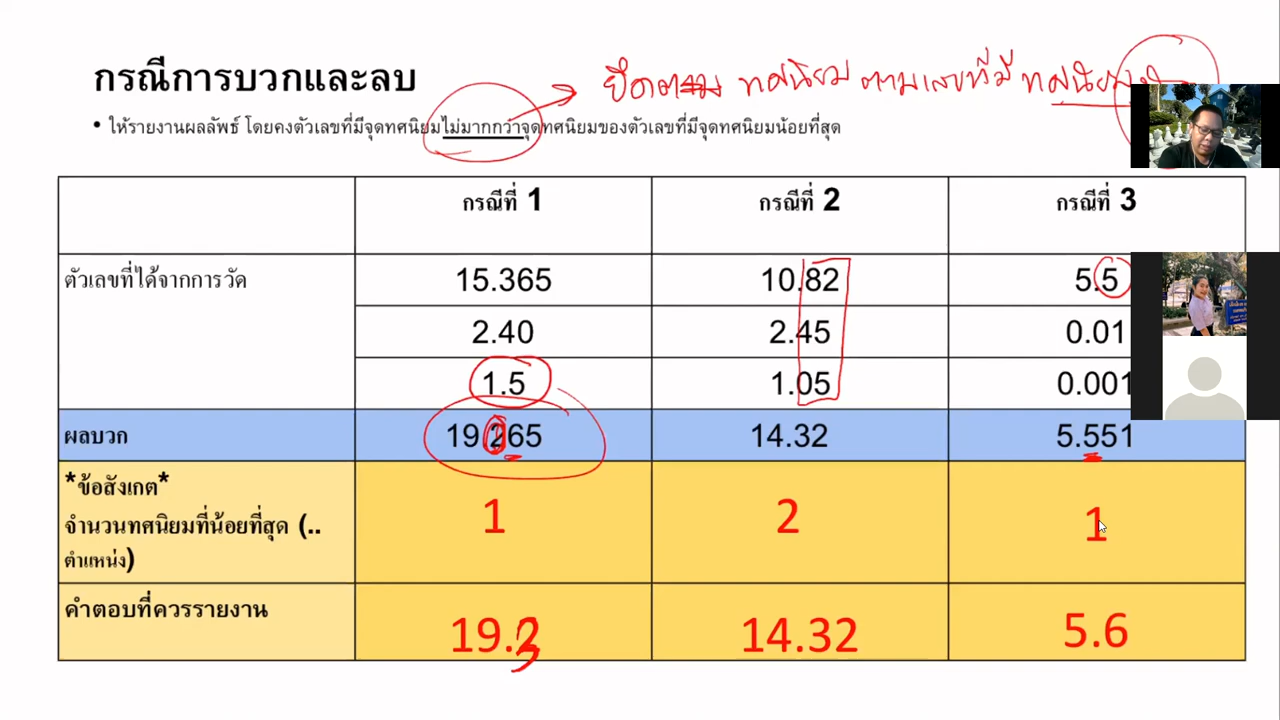 กรณีการบวกและลบ
ยึดตาม ทศนิยม ตามเลขที่มี ทศนิยม
• ให้รายงานผลลัพธ์ โดยคงตัวเลขที่มีจุดทศนิยมไม่มากกว่าจุดทศนิยมของตัวเลขที่มีจุดทศนิยมน้อยที่สุด
กรณีที่ 1 กรณีที่ 2 กรณีที่ 3
ตัวเลขที่ได้จากการวัด 15.365 10.82 5.5
2.40 2.45 0.01
1.5 1.05 0.001
ผลบวก 19.265 14.32 5.551
*ข้อสังเกต*
จำนวนทศนิยมที่น้อยที่สุด (..
ตำแหน่ง)
1 2 1
คำตอบที่ควรรายงาน
19.3 14.32 5.6